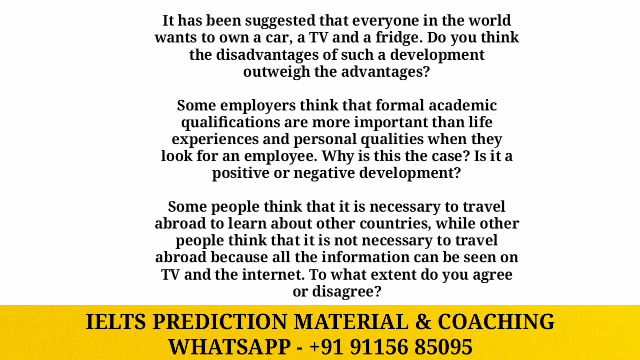 It has been suggested that everyone in the world
wants to own a car, a TV and a fridge. Do you think
the disadvantages of such a development
outweigh the advantages?
Some employers think that formal academic
qualifications are more important than life
experiences and personal qualities when they
look for an employee. Why is this the case? Is it a
positive or negative development?
Some people think that it is necessary to travel
abroad to learn about other countries, while other
people think that it is not necessary to travel
abroad because all the information can be seen on
TV and the internet. To what extent do you agree
or disagree?
IELTS PREDICTION MATERIAL & COACHING
WHATSAPP - +91 91156 85095